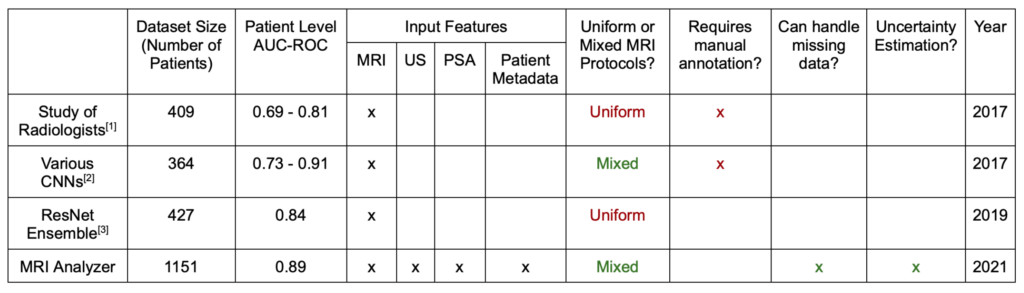 Dataset Size (Number of Patients) Patient Level AUC-ROC Input Features Uniform or Mixed MRI Protocols? Requires manual annotation? Can handle missing data? Uncertainty Estimation? Year
MRI US PSA Patient Metadata
Study of Radiologists[1] 409 0.69 - 0.81 x Uniform x 2017
Various CNNs[2] 364 0.73 - 0.91 x Mixed x 2017
ResNet Ensemble[3] 427 0.84 x Uniform 2019
MRI Analyzer 1151 0.89 x x x x Mixed x x 2021